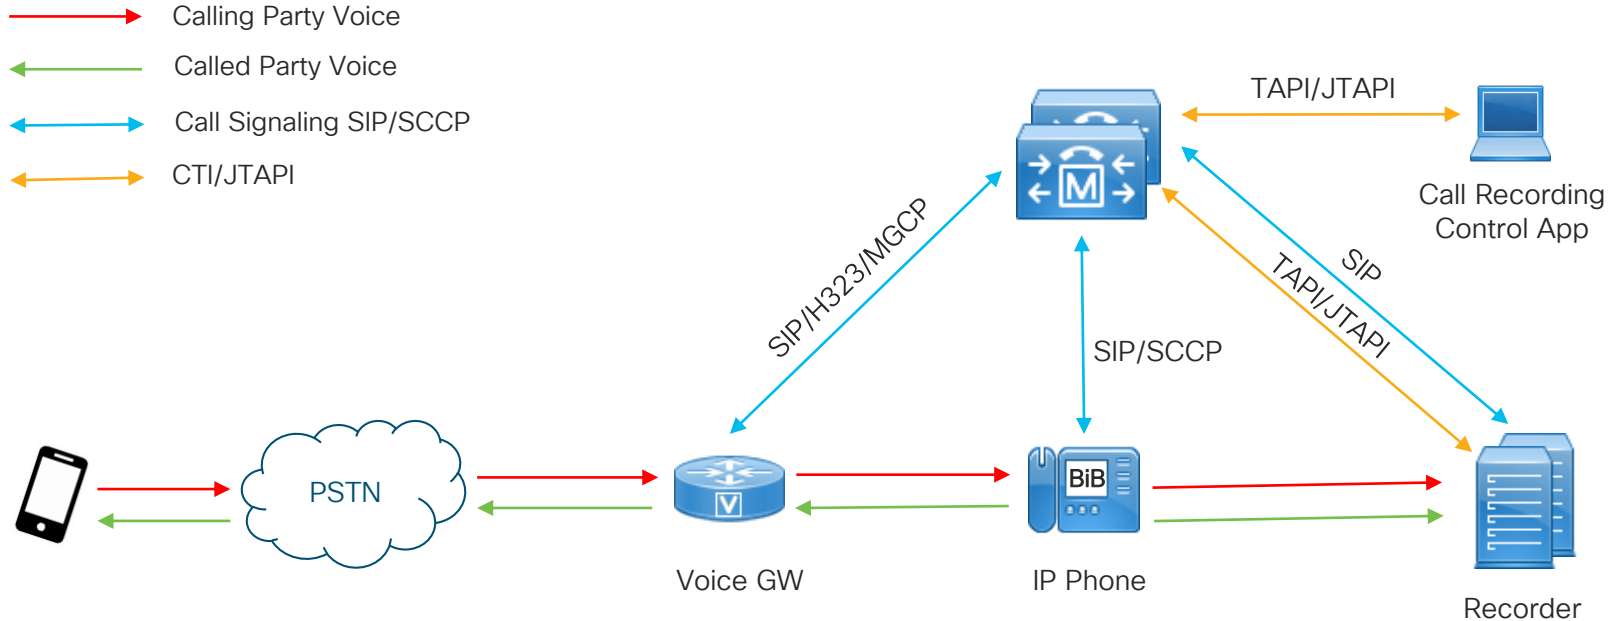 Calling Party Voice
Called Party Voice
Call Signaling SIP/SCCP
CTI/JTAPI
TAPI/JTAPI
M
Call Recording
Control App
SIP/H323/MGCP
SIP
TAPI/JTAPI
SIP/SCCP
PSTN
V
BiB
Voice GW
IP Phone
Recorder